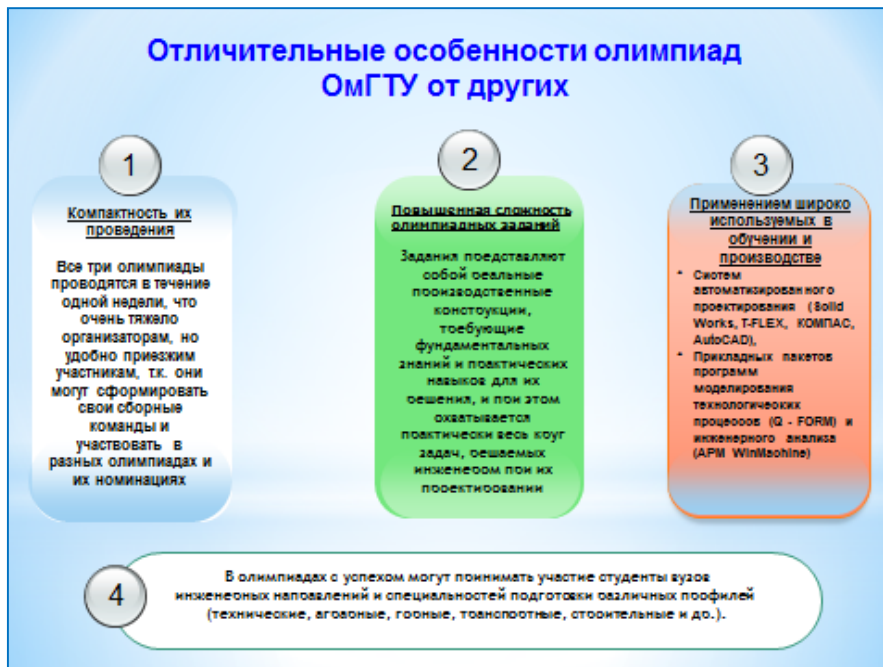 Отличительные особенности олимпиад
ОмГТУ от других
1
Компактность их
проведения
Все три олимпиады
проводятся в течение
одной недели, что
очень тяжело
организаторам, но
удобно приезжим
участникам, т.к. они
могут сформировать
свои сборные
команды и
участвовать в
разных олимпиадах и
их номинациях
2
Повышенная сложность
олимпиадных заданий
Задания представляют
собой реальные
производственные
конструкции,
требующие
фундаментальных
знаний и практических
навыков для их
решения, и при этом
охватывается
практически весь круг
задач, решаемых
инженером при их
проектировании
3
Применением широко
используемых в
обучении и
производстве
• Систем
автоматизированного
проектирования (Solid
Works, T-FLEX, КОМПАС,
AutoCAD),
• Прикладных пакетов
программ
моделирования
технологических
процессов (Q - FORM) и
инженерного анализа
(APM WinMachine)
4
В олимпиадах с успехом могут принимать участие студенты вузов
инженерных направлений и специальностей подготовки различных профилей
(технические, аграрные, горные, транспортные, строительные и др.).